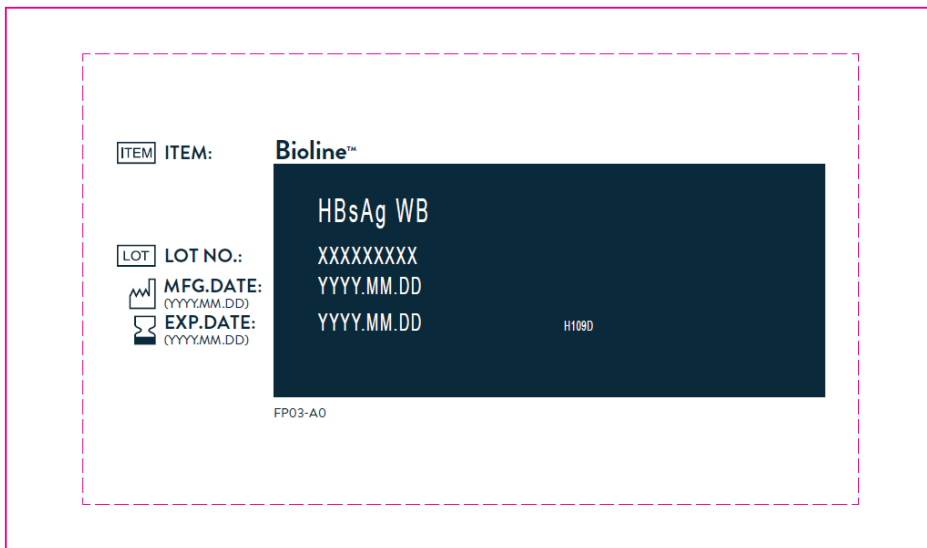 ITEM ITEM: Bioline™
HBsAg WB
LOT LOT NO.: XXXXXXXXX
MFG.DATE: YYYY.MM.DD
(YYYY.MM.DD)
EXP.DATE: YYYY.MM.DD H109D
(YYYY.MM.DD)
FP03-A0